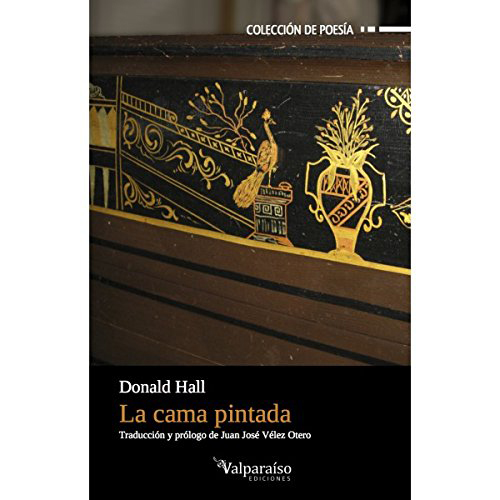 COLECCIÓN DE POESÍA
Donald Hall
La cama pintada
Traducción y prólogo de Juan José Vélez Otero
Valparaíso
EDICIONES